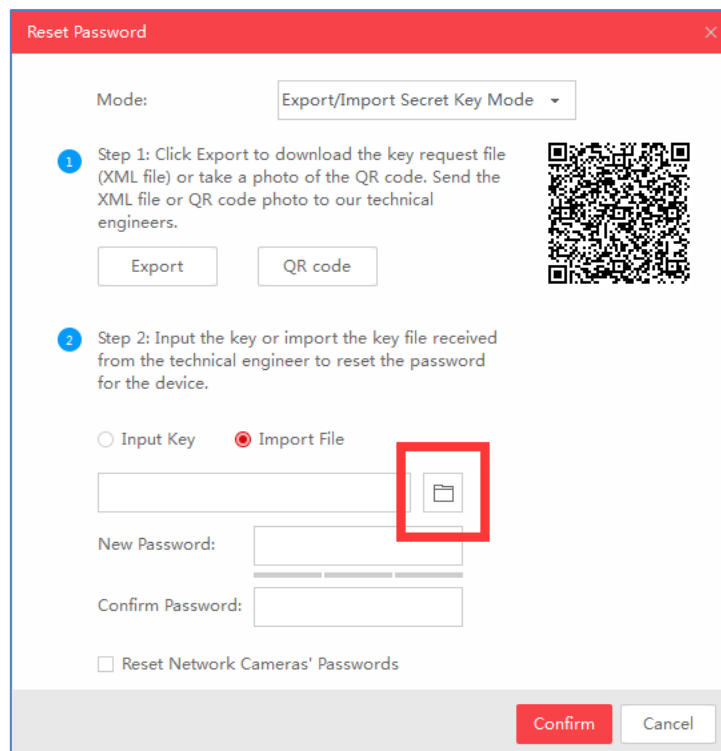 Reset Password
Mode:
Export/Import Secret Key Mode
1
Step 1: Click Export to download the key request file
(XML file) or take a photo of the QR code. Send the
XML file or QR code photo to our technical
engineers.
Export
QR code
2
Step 2: Input the key or import the key file received
from the technical engineer to reset the password
for the device.
Input Key
Import File
New Password:
Confirm Password:
Reset Network Cameras' Passwords
Confirm
Cancel